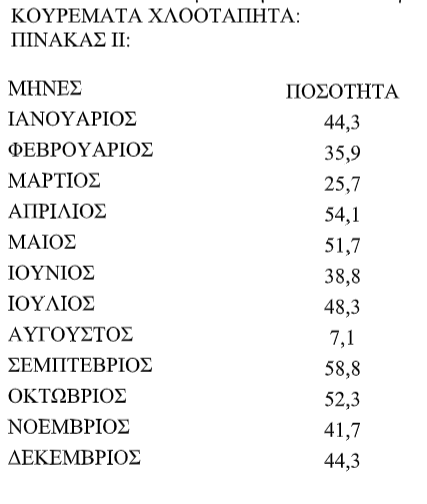 ΚΟΥΡΕΜΑΤΑ ΧΛΟΟΤΑΠΗΤΑ:
ΠΙΝΑΚΑΣ ΙΙ:
ΜΗΝΕΣ ΠΟΣΟΤΗΤΑ
ΙΑΝΟΥΑΡΙΟΣ 44,3
ΦΕΒΡΟΥΑΡΙΟΣ 35,9
ΜΑΡΤΙΟΣ 25,7
ΑΠΡΙΛΙΟΣ 54,1
ΜΑΙΟΣ 51,7
ΙΟΥΝΙΟΣ 38,8
ΙΟΥΛΙΟΣ 48,3
ΑΥΓΟΥΣΤΟΣ 7,1
ΣΕΜΠΤΕΒΡΙΟΣ 58,8
ΟΚΤΩΒΡΙΟΣ 52,3
ΝΟΕΜΒΡΙΟΣ 41,7
ΔΕΚΕΜΒΡΙΟΣ 44,3